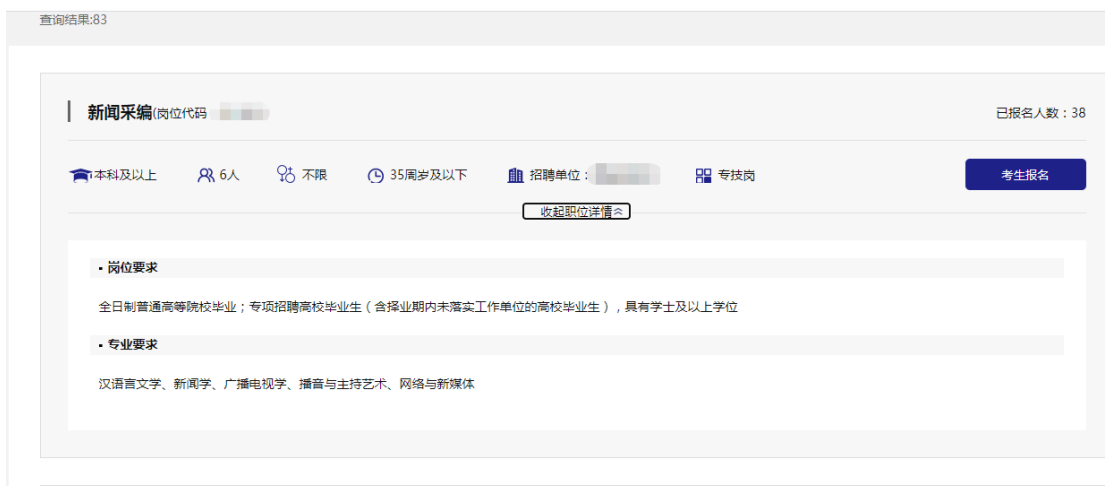 查询结果:83
新闻采编(岗位代码
已报名人数：38
本科及以上 6人 不限 35周岁及以下 招聘单位： 专技岗 考生报名
收起职位详情
岗位要求
全日制普通高等院校毕业；专项招聘高校毕业生（含择业期内未落实工作单位的高校毕业生），具有学士及以上学位
专业要求
汉语言文学、新闻学、广播电视学、播音与主持艺术、网络与新媒体